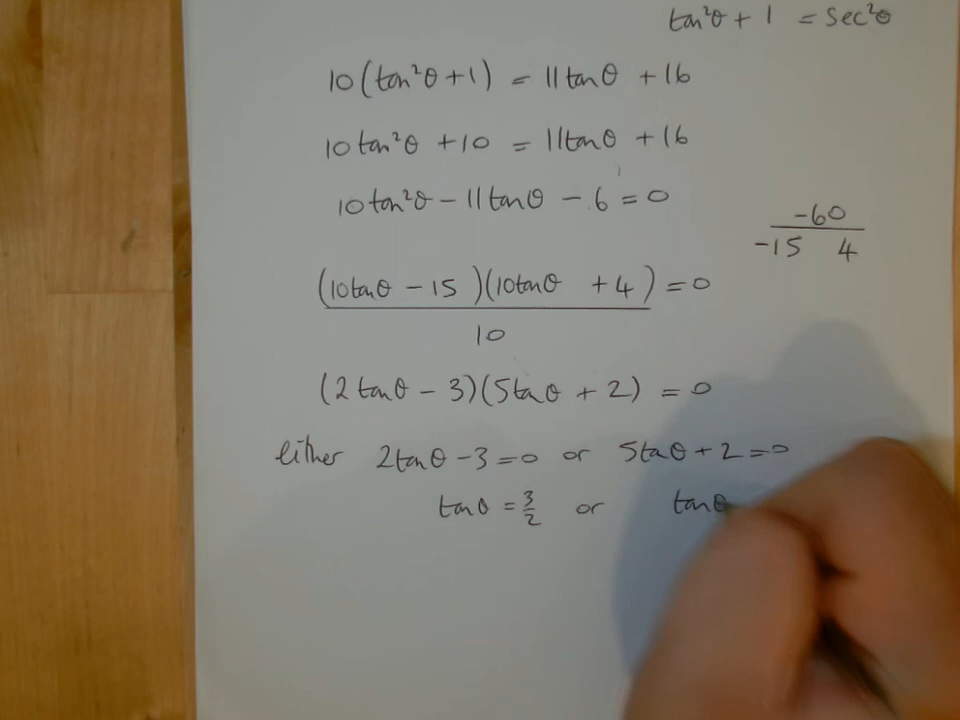 tan²θ + 1 = sec²θ
10(tan²θ + 1) = 11tanθ + 16
10tan²θ + 10 = 11tanθ + 16
10tan²θ - 11tanθ - 6 = 0
-60
-15 4
(10tanθ - 15)(10tanθ + 4) = 0
10
(2tanθ - 3)(5taθ + 2) = 0
either 2tanθ - 3 = 0 or 5taθ + 2 = 0
tanθ = 3/2 or tanθ